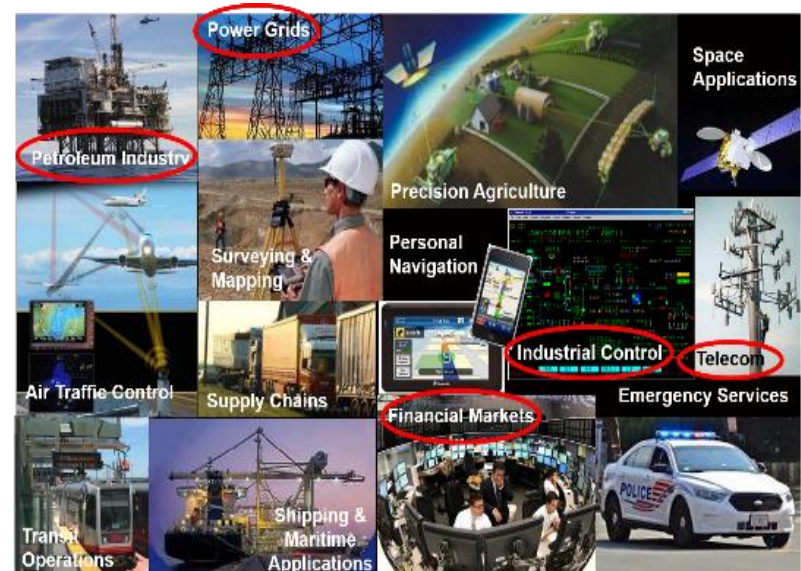 Power Grids
Space
Applications
Petroleum Industry
Precision Agriculture
Surveying &
Mapping
Personal
Navigation
Industrial Control
Telecom
Air Traffic Control
Supply Chains
Financial Markets
Emergency Services
POLICE
Transit
Operations
Shipping &
Maritime
Applications